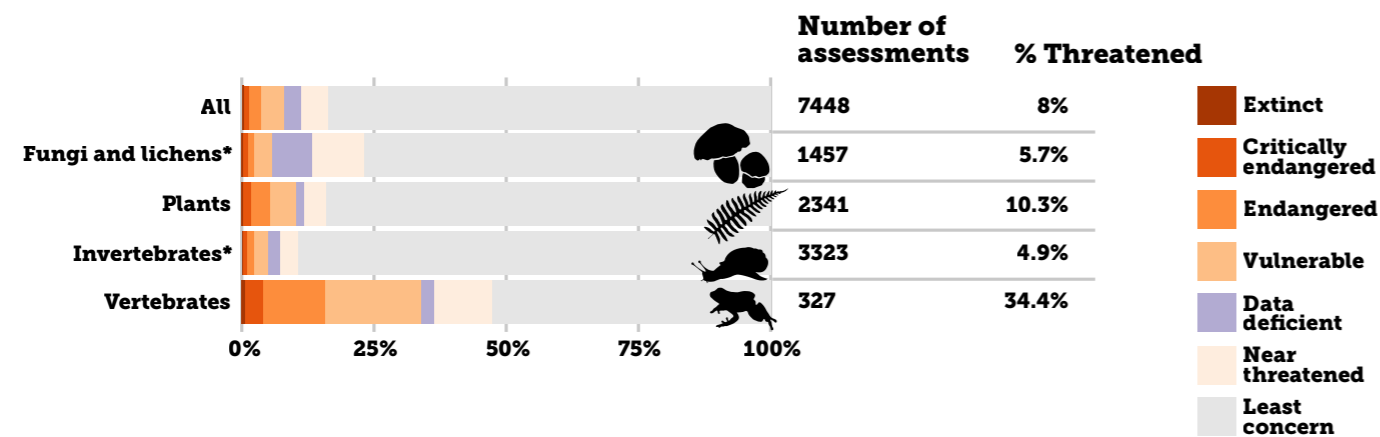 Number of
assessments
% Threatened
All
7448
8%
Fungi and lichens*
1457
5.7%
Plants
2341
10.3%
Invertebrates*
3323
4.9%
Vertebrates
327
34.4%
0%
25%
50%
75%
100%
Extinct
Critically
endangered
Endangered
Vulnerable
Data
deficient
Near
threatened
Least
concern